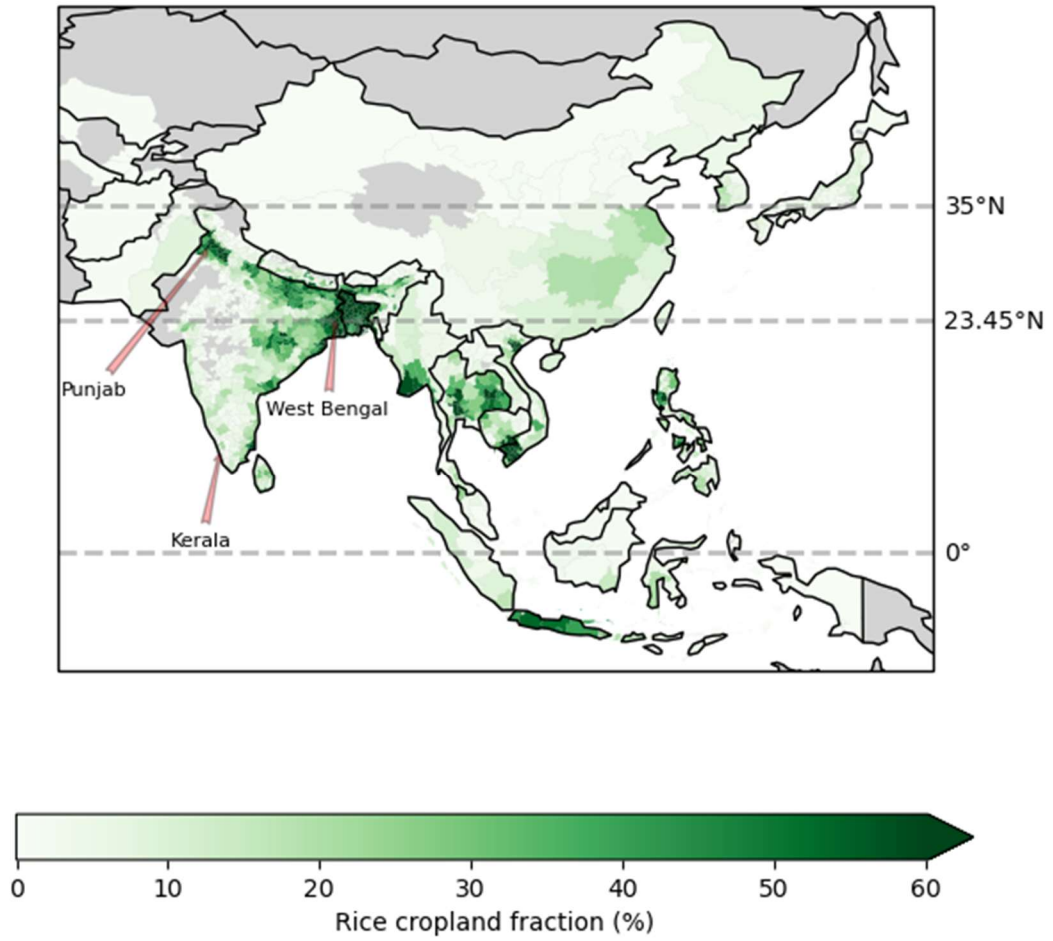 35°N
23.45°N
Punjab
West Bengal
Kerala
0°
0 10 20 30 40 50 60
Rice cropland fraction (%)